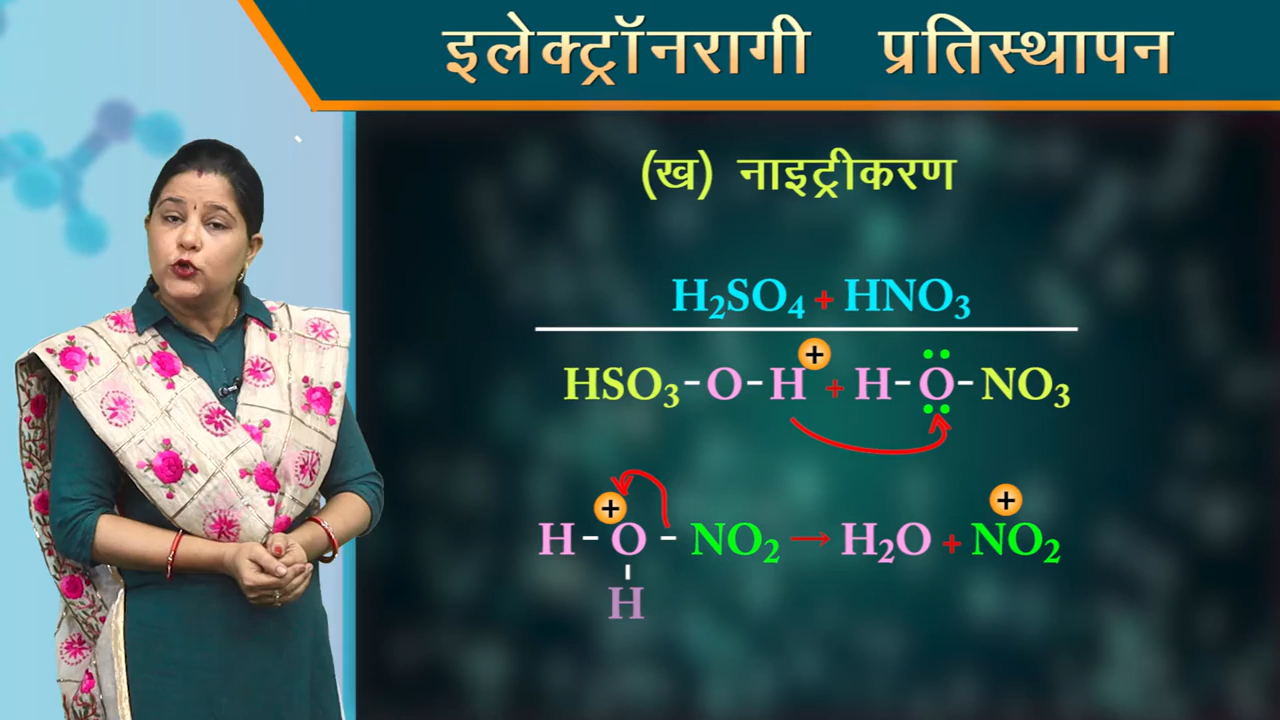 इलेक्ट्रॉनरागी प्रतिस्थापन
(ख) नाइट्रीकरण
H₂SO₄ + HNO₃
HSO₃-O-H⊕ + H-Ö-NO₃
H-O⊕-NO₂ → H₂O + NO₂⊕
H